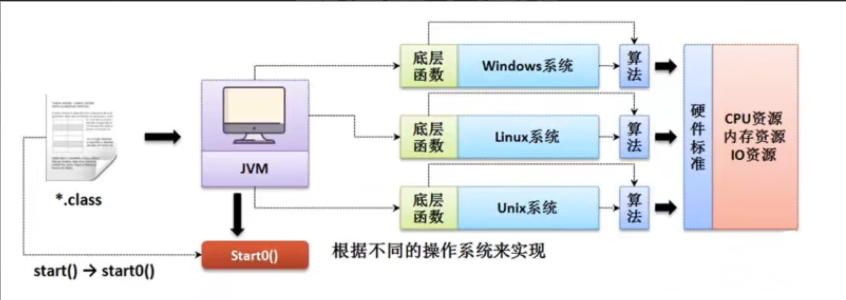 *.class
start() → start0()
JVM
Start0()
底层
函数
Windows系统
算
法
底层
函数
Linux系统
算
法
底层
函数
Unix系统
算
法
根据不同的操作系统来实现
硬
件
标
准
CPU资源
内存资源
IO资源